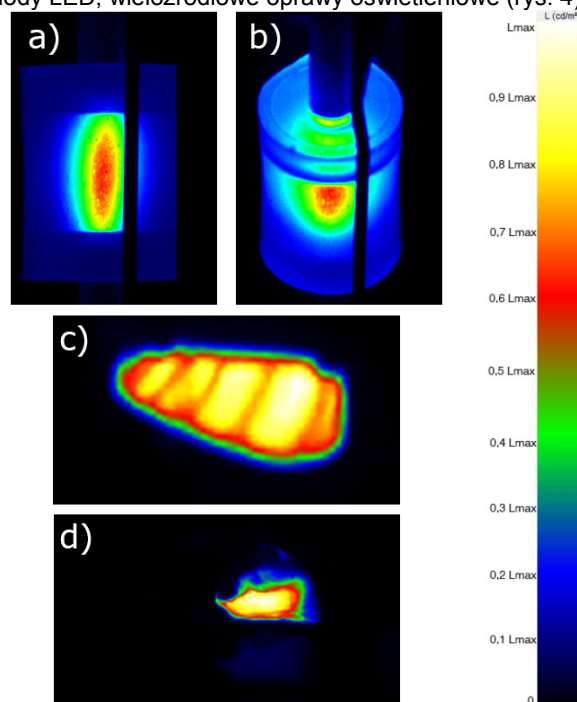 diody LED, wieloźródłowe oprawy oświetleniowe (rys. 4)
a)
b)
c)
d)
L (cd/m²
Lmax
0,9 Lmax
0,8 Lmax
0,7 Lmax
0,6 Lmax
0,5 Lmax
0,4 Lmax
0,3 Lmax
0,2 Lmax
0,1 Lmax
0